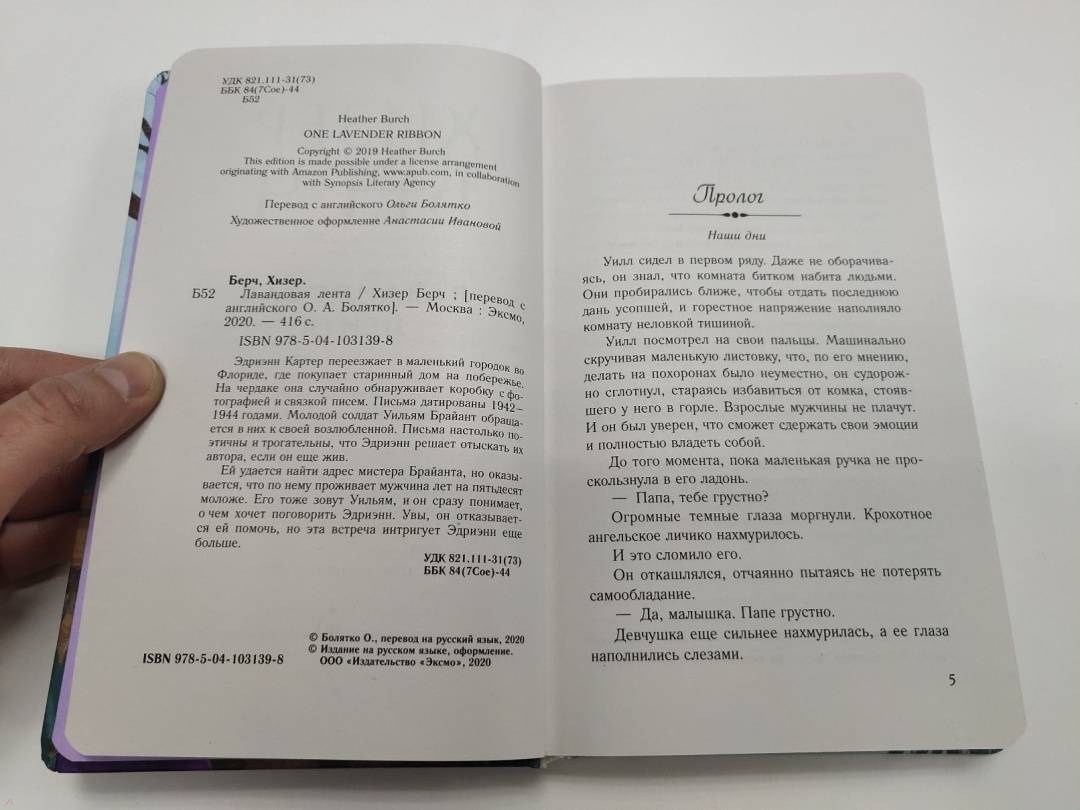 УДК 821.111-31(73)
ББК 84(7Сое)-44
Б52
Heather Burch
ONE LAVENDER RIBBON
Copyright © 2019 Heather Burch
This edition is made possible under a license arrangement
originating with Amazon Publishing, www.apub.com, in collaboration
with Synopsis Literary Agency
Перевод с английского Ольги Болятко
Художественное оформление Анастасии Ивановой
Берч, Хизер.
Б52 Лавандовая лента / Хизер Берч ; [перевод с
английского О. А. Болятко]. — Москва : Эксмо,
2020. — 416 с.
ISBN 978-5-04-103139-8
Эдриэнн Картер переезжает в маленький городок во
Флориде, где покупает старинный дом на побережье.
На чердаке она случайно обнаруживает коробку с фо-
тографией и связкой писем. Письма датированы 1942–
1944 годами. Молодой солдат Уильям Брайант обраща-
ется в них к своей возлюбленной. Письма настолько по-
этичны и трогательны, что Эдриэнн решает отыскать их
автора, если он еще жив.
Ей удается найти адрес мистера Брайанта, но оказы-
вается, что по нему проживает мужчина лет на пятьдесят
моложе. Его тоже зовут Уильям, и он сразу понимает,
о чем хочет поговорить Эдриэнн. Увы, он отказывает-
ся ей помочь, но эта встреча интригует Эдриэнн еще
больше.
УДК 821.111-31(73)
ББК 84(7Сое)-44
© Болятко О., перевод на русский язык, 2020
© Издание на русском языке, оформление.
ООО «Издательство «Эксмо», 2020
ISBN 978-5-04-103139-8
Пролог
Наши дни
Уилл сидел в первом ряду. Даже не оборачива-
ясь, он знал, что комната битком набита людьми.
Они пробирались ближе, чтобы отдать последнюю
дань усопшей, и горестное напряжение наполняло
комнату неловкой тишиной.
Уилл посмотрел на свои пальцы. Машинально
скручивая маленькую листовку, что, по его мнению,
делать на похоронах было неуместно, он судорож-
но сглотнул, стараясь избавиться от комка, стояв-
шего у него в горле. Взрослые мужчины не плачут.
И он был уверен, что сможет сдержать свои эмоции
и полностью владеть собой.
До того момента, пока маленькая ручка не про-
скользнула в его ладонь.
— Папа, тебе грустно?
Огромные темные глаза моргнули. Крохотное
ангельское личико нахмурилось.
И это сломило его.
Он откашлялся, отчаянно пытаясь не потерять
самообладание.
— Да, малышка. Папе грустно.
Девчушка еще сильнее нахмурилась, а ее глаза
наполнились слезами.
5